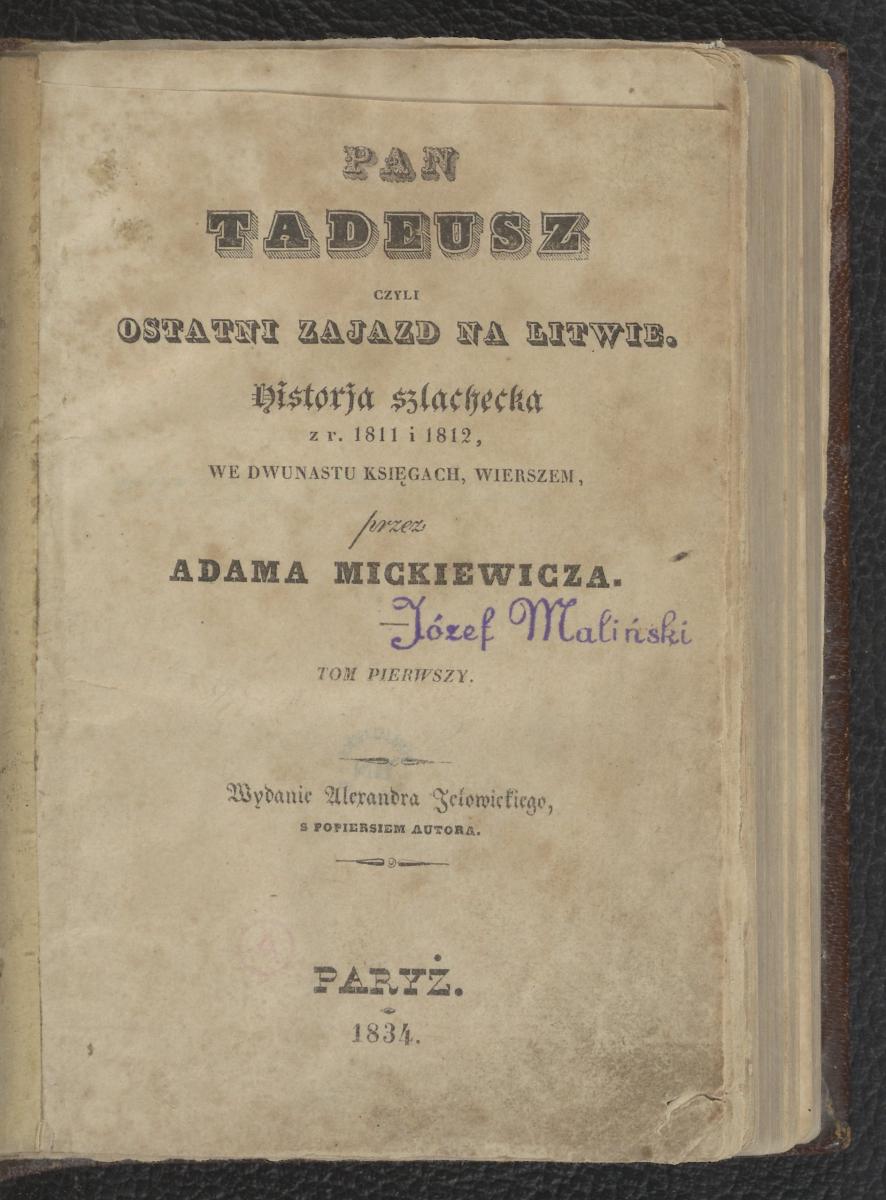 PAN
TADEUSZ
CZYLI
OSTATNI ZAJAZD NA LITWIE.
Historja szlachecka
z r. 1811 i 1812,
WE DWUNASTU KSIĘGACH, WIERSZEM,
przez
ADAMA MICKIEWICZA.
Józef Maliński
TOM PIERWSZY.
Wydanie Alexandra Jełowickiego,
S POPIERSIEM AUTORA.
PARYŻ.
1834.